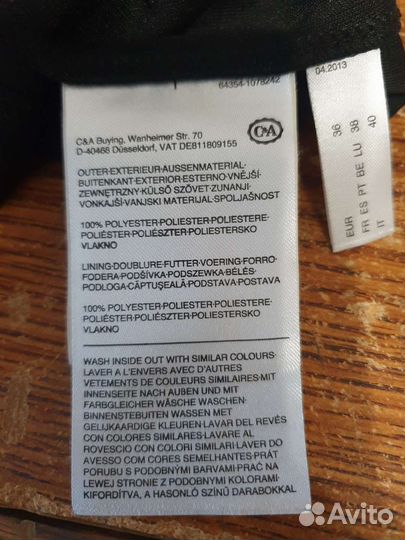 64354-1078242
C&A Buying, Wanheimer Str. 70
D-40468 Düsseldorf, VAT DE811809155
C&A
OUTER·EXTERIEUR·AUSSENMATERIAL·
BUITENKANT·EXTERIOR·ESTERNO·VNĚJŠÍ·
ZEWNĘTRZNY·KÜLSŐ SZÖVET·ZUNANJI·
VONKAJŠÍ·VANJSKI MATERIJAL·SPOLJAŠNOST
100% POLYESTER·POLIESTER·POLIESTERE·
POLIÉSTER·POLIÉSZTER·POLIESTERSKO
VLAKNO
LINING·DOUBLURE·FUTTER·VOERING·FORRO·
FODERA·PODŠÍVKA·PODSZEWKA·BÉLÉS·
PODLOGA·CĂPTUŞEALĂ·PODSTAVA·POSTAVA
100% POLYESTER·POLIESTER·POLIESTERE·
POLIÉSTER·POLIÉSZTER·POLIESTERSKO
VLAKNO
WASH INSIDE OUT WITH SIMILAR COLOURS·
LAVER A L'ENVERS AVEC D'AUTRES
VETEMENTS DE COULEURS SIMILAIRES·MIT
INNENSEITE NACH AUßEN UND MIT
FARBGLEICHER WÄSCHE WASCHEN·
BINNENSTEBUITEN WASSEN MET
GELIJKAARDIGE KLEUREN·LAVAR DEL REVÉS
CON COLORES SIMILARES·LAVARE AL
ROVESCIO CON COLORI SIMILARI·LAVER DO
AVESSO COM CORES SEMELHANTES·PRÁT
PO RUBU S PODOBNÝMI BARVAMI·PRAĆ NA
LEWEJ STRONIE Z PODOBNYMI KOLORAMI·
KIFORDÍTVA, A HASONLÓ SZÍNŰ DARABOKKAL
04.2013
EUR 36
FR ES PT BE LU 38
IT 40
Avito